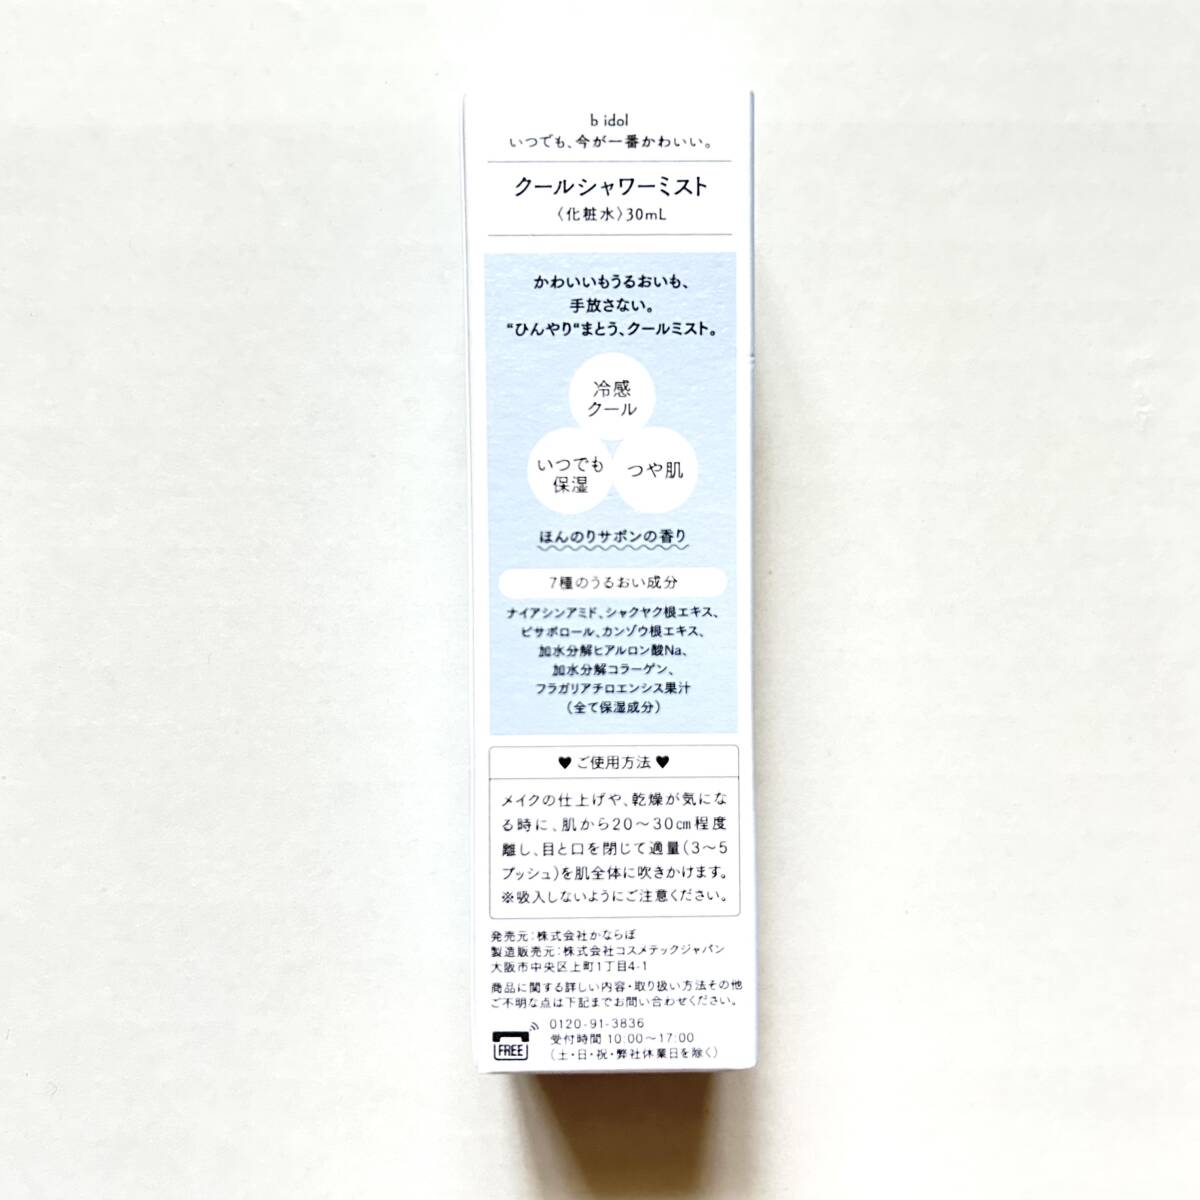 b idol
いつでも、今が一番かわいい。
クールシャワーミスト
〈化粧水〉30mL
かわいいもうるおいも、
手放さない。
“ひんやり“まとう、クールミスト。
冷感
クール
いつでも
保湿
つや肌
ほんのりサボンの香り
7種のうるおい成分
ナイアシンアミド、シャクヤク根エキス、
ビサボロール、カンゾウ根エキス、
加水分解ヒアルロン酸Na、
加水分解コラーゲン、
フラガリアチロエンシス果汁
（全て保湿成分）
♥ご使用方法♥
メイクの仕上げや、乾燥が気にな
る時に、肌から20〜30㎝程度
離し、目と口を閉じて適量（3〜5
プッシュ）を肌全体に吹きかけます。
※吸入しないようにご注意ください。
発売元：株式会社かならぼ
製造販売元：株式会社コスメテックジャパン
大阪市中央区上町1丁目4-1
商品に関する詳しい内容・取り扱い方法その他
ご不明な点は下記までお問い合わせください。
FREE
0120-91-3836
受付時間 10:00〜17:00
（土・日・祝・弊社休業日を除く）